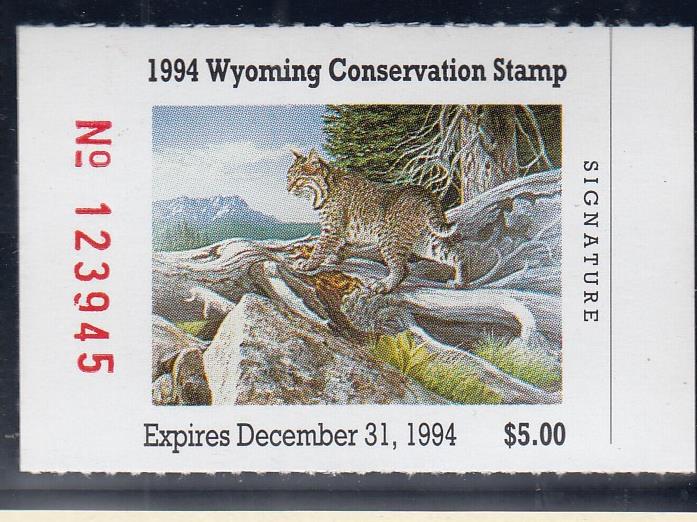 1994 Wyoming Conservation Stamp
Nº 123945
SIGNATURE
Expires December 31, 1994 $5.00